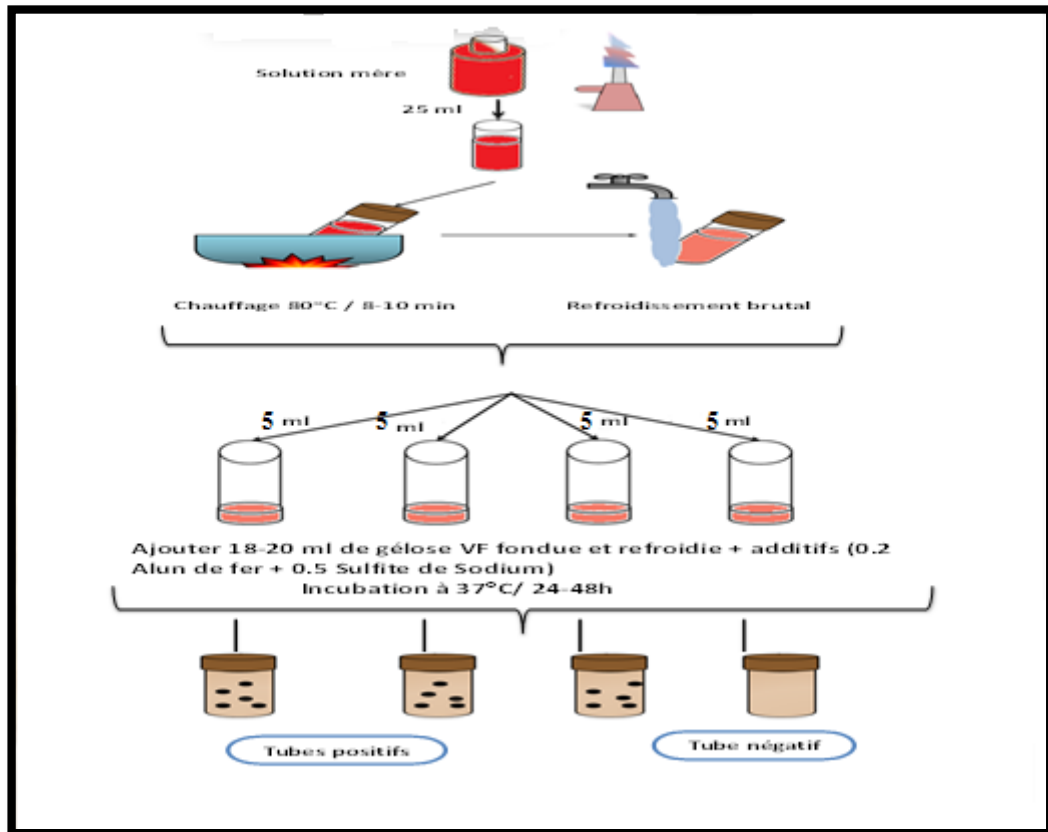 Solution mère
25 ml
Chauffage 80°C / 8-10 min
Refroidissement brutal
5 ml
5 ml
5 ml
5 ml
Ajouter 18-20 ml de gélose VF fondue et refroidie + additifs (0.2
Alun de fer + 0.5 Sulfite de Sodium)
Incubation à 37°C/ 24-48h
Tubes positifs
Tube négatif